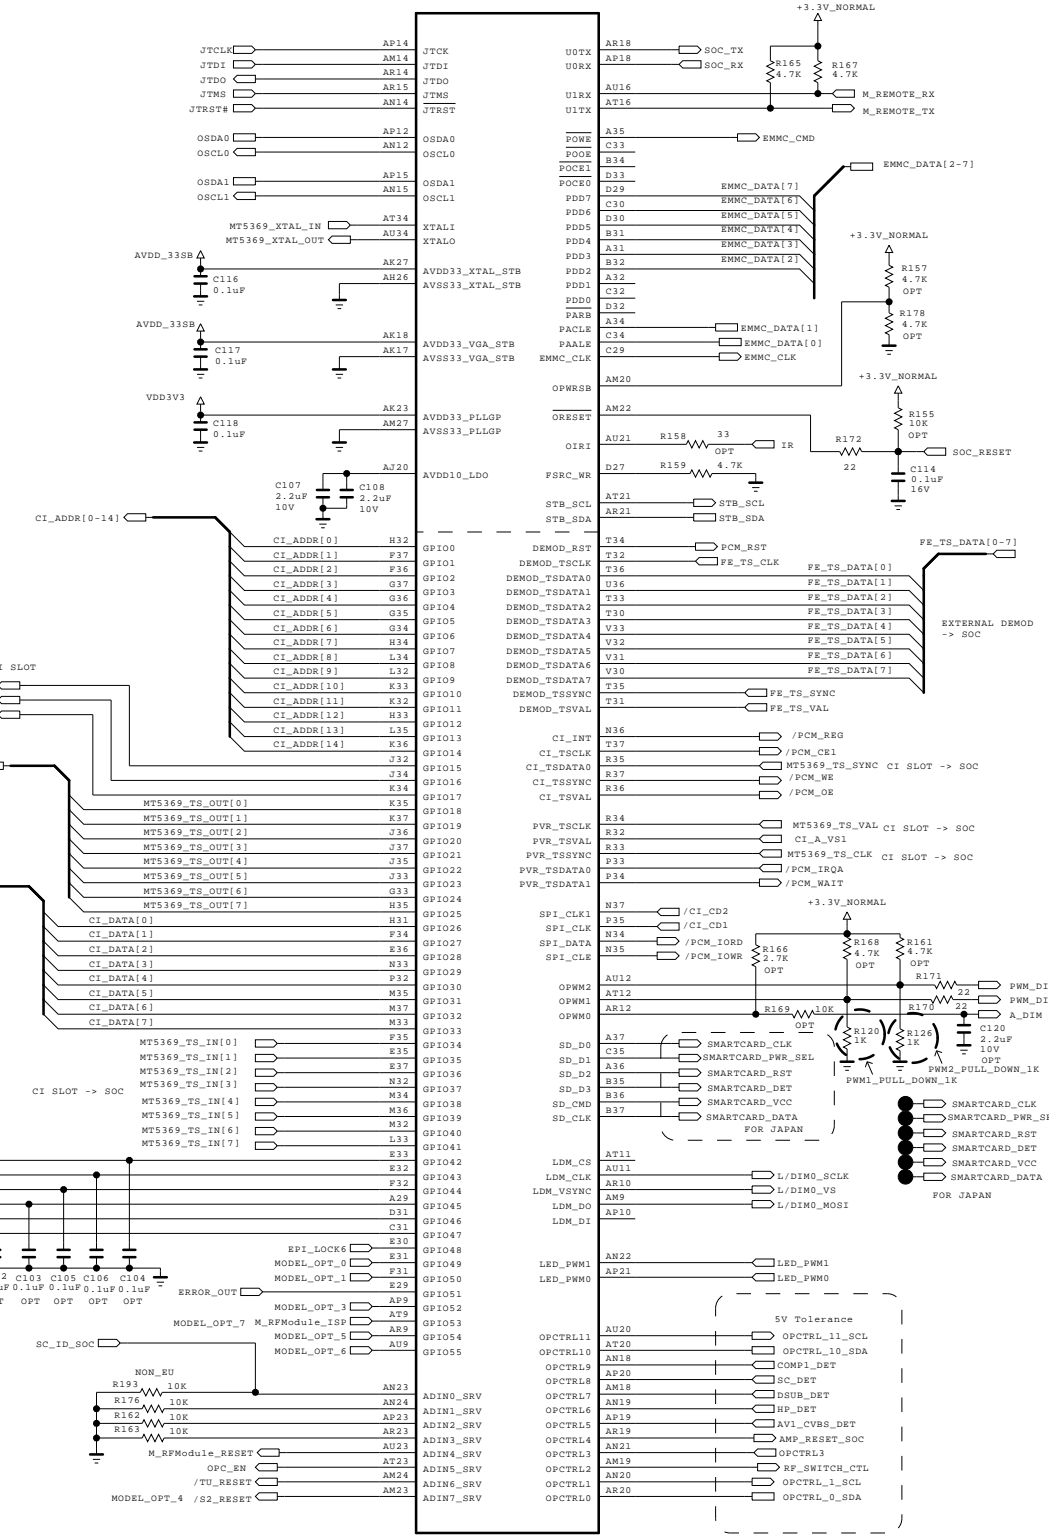 +3.3V_NORMAL
JTCLK AP14 JTCK
JTDI AM14 JTDI
JTDO AR14 JTDO
JTMS AR15 JTMS
JTRST# AN14 JTRST
OSDA0 AP12 OSDA0
OSCL0 AN12 OSCL0
OSDA1 AP15 OSDA1
OSCL1 AN15 OSCL1
MT5369_XTAL_IN AT34 XTALI
MT5369_XTAL_OUT AU34 XTALO
AVDD_33SB
AK27 AVDD33_XTAL_STB
C116 0.1uF
AH26 AVSS33_XTAL_STB
AVDD_33SB
AK18 AVDD33_VGA_STB
C117 0.1uF
AK17 AVSS33_VGA_STB
VDD3V3
AK23 AVDD33_PLLGP
C118 0.1uF
AM27 AVSS33_PLLGP
AJ20 AVDD10_LDO
C107 2.2uF 10V
C108 2.2uF 10V
U0TX AR18 SOC_TX
U0RX AP18 SOC_RX
R165 4.7K
R167 4.7K
U1RX AU16 M_REMOTE_RX
U1TX AT16 M_REMOTE_TX
POWE A35 EMMC_CMD
POOE C33
POCE1 B34
POCE0 D33
EMMC_DATA[2-7]
PDD7 D29 EMMC_DATA[7]
PDD6 C30 EMMC_DATA[6]
PDD5 D30 EMMC_DATA[5]
PDD4 B31 EMMC_DATA[4]
PDD3 A31 EMMC_DATA[3]
PDD2 B32 EMMC_DATA[2]
PDD1 A32
PDD0 C32
PARB D32
PACLE A34 EMMC_DATA[1]
PAALE C34 EMMC_DATA[0]
EMMC_CLK C29 EMMC_CLK
+3.3V_NORMAL
R157 4.7K OPT
R178 4.7K OPT
OPWRSB AM20
+3.3V_NORMAL
R155 10K OPT
ORESET AM22
R172 22
SOC_RESET
C114 0.1uF 16V
OIRI AU21 R158 33 OPT IR
FSRC_WR D27 R159 4.7K
STB_SCL AT21 STB_SCL
STB_SDA AR21 STB_SDA
CI_ADDR[0-14]
CI_ADDR[0] H32 GPIO0
CI_ADDR[1] F37 GPIO1
CI_ADDR[2] F36 GPIO2
CI_ADDR[3] G37 GPIO3
CI_ADDR[4] G36 GPIO4
CI_ADDR[5] G35 GPIO5
CI_ADDR[6] G34 GPIO6
CI_ADDR[7] H34 GPIO7
CI_ADDR[8] L34 GPIO8
CI_ADDR[9] L32 GPIO9
CI_ADDR[10] K33 GPIO10
CI_ADDR[11] K32 GPIO11
CI_ADDR[12] H33 GPIO12
CI_ADDR[13] L35 GPIO13
CI_ADDR[14] K36 GPIO14
I SLOT
J32 GPIO15
J34 GPIO16
K34 GPIO17
MT5369_TS_OUT[0] K35 GPIO18
MT5369_TS_OUT[1] K37 GPIO19
MT5369_TS_OUT[2] J36 GPIO20
MT5369_TS_OUT[3] J37 GPIO21
MT5369_TS_OUT[4] J35 GPIO22
MT5369_TS_OUT[5] J33 GPIO23
MT5369_TS_OUT[6] G33 GPIO24
MT5369_TS_OUT[7] H35 GPIO25
CI_DATA[0] H31 GPIO26
CI_DATA[1] F34 GPIO27
CI_DATA[2] E36 GPIO28
CI_DATA[3] N33 GPIO29
CI_DATA[4] P32 GPIO30
CI_DATA[5] M35 GPIO31
CI_DATA[6] M37 GPIO32
CI_DATA[7] M33 GPIO33
CI SLOT -> SOC
MT5369_TS_IN[0] F35 GPIO34
MT5369_TS_IN[1] E35 GPIO35
MT5369_TS_IN[2] E37 GPIO36
MT5369_TS_IN[3] N32 GPIO37
MT5369_TS_IN[4] M34 GPIO38
MT5369_TS_IN[5] M36 GPIO39
MT5369_TS_IN[6] M32 GPIO40
MT5369_TS_IN[7] L33 GPIO41
E33 GPIO42
E32 GPIO43
F32 GPIO44
A29 GPIO45
D31 GPIO46
C31 GPIO47
EPI_LOCK6 E30 GPIO48
MODEL_OPT_0 E31 GPIO49
MODEL_OPT_1 F31 GPIO50
ERROR_OUT E29 GPIO51
MODEL_OPT_3 AP9 GPIO52
MODEL_OPT_7 M_RFModule_ISP AT9 GPIO53
MODEL_OPT_5 AR9 GPIO54
MODEL_OPT_6 AU9 GPIO55
2 C103 C105 C106 C104
uF 0.1uF 0.1uF 0.1uF 0.1uF
T OPT OPT OPT OPT
SC_ID_SOC
NON_EU
R193 10K AN23 ADIN0_SRV
R176 10K AN24 ADIN1_SRV
R162 10K AP23 ADIN2_SRV
R163 10K AR23 ADIN3_SRV
M_RFModule_RESET AU23 ADIN4_SRV
OPC_EN AT23 ADIN5_SRV
/TU_RESET AM24 ADIN6_SRV
MODEL_OPT_4 /S2_RESET AM23 ADIN7_SRV
DEMOD_RST T34 PCM_RST
DEMOD_TSCLK T32 FE_TS_CLK
FE_TS_DATA[0-7]
DEMOD_TSDATA0 T36 FE_TS_DATA[0]
DEMOD_TSDATA1 U36 FE_TS_DATA[1]
DEMOD_TSDATA2 T33 FE_TS_DATA[2]
DEMOD_TSDATA3 T30 FE_TS_DATA[3]
DEMOD_TSDATA4 V33 FE_TS_DATA[4]
DEMOD_TSDATA5 V32 FE_TS_DATA[5]
DEMOD_TSDATA6 V31 FE_TS_DATA[6]
DEMOD_TSDATA7 V30 FE_TS_DATA[7]
EXTERNAL DEMOD
-> SOC
DEMOD_TSSYNC T35 FE_TS_SYNC
DEMOD_TSVAL T31 FE_TS_VAL
CI_INT N36 /PCM_REG
CI_TSCLK T37 /PCM_CE1
CI_TSDATA0 R35 MT5369_TS_SYNC CI SLOT -> SOC
CI_TSSYNC R37 /PCM_WE
CI_TSVAL R36 /PCM_OE
PVR_TSCLK R34 MT5369_TS_VAL CI SLOT -> SOC
PVR_TSVAL R32 CI_A_VS1
PVR_TSSYNC R33 MT5369_TS_CLK CI SLOT -> SOC
PVR_TSDATA0 P33 /PCM_IRQA
PVR_TSDATA1 P34 /PCM_WAIT
SPI_CLK1 N37 /CI_CD2
SPI_CLK P35 /CI_CD1
SPI_DATA N34 /PCM_IORD
SPI_CLE N35 /PCM_IOWR
+3.3V_NORMAL
R166 2.7K OPT
R168 4.7K OPT
R161 4.7K OPT
OPWM2 AU12 R171 22 PWM_DI
OPWM1 AT12 R170 22 PWM_DI
OPWM0 AR12 R169 10K OPT A_DIM
R120 1K
R126 1K
C120 2.2uF 10V OPT
PWM1_PULL_DOWN_1K
PWM2_PULL_DOWN_1K
SD_D0 A37 SMARTCARD_CLK
SD_D1 C35 SMARTCARD_PWR_SEL
SD_D2 A36 SMARTCARD_RST
SD_D3 B35 SMARTCARD_DET
SD_CMD B36 SMARTCARD_VCC
SD_CLK B37 SMARTCARD_DATA
FOR JAPAN
SMARTCARD_CLK
SMARTCARD_PWR_SE
SMARTCARD_RST
SMARTCARD_DET
SMARTCARD_VCC
SMARTCARD_DATA
FOR JAPAN
LDM_CS AT11
LDM_CLK AU11 L/DIM0_SCLK
LDM_VSYNC AR10 L/DIM0_VS
LDM_DO AM9 L/DIM0_MOSI
LDM_DI AP10
LED_PWM1 AN22 LED_PWM1
LED_PWM0 AP21 LED_PWM0
5V Tolerance
OPCTRL11 AU20 OPCTRL_11_SCL
OPCTRL10 AT20 OPCTRL_10_SDA
OPCTRL9 AN18 COMP1_DET
OPCTRL8 AP20 SC_DET
OPCTRL7 AM18 DSUB_DET
OPCTRL6 AN19 HP_DET
OPCTRL5 AP19 AV1_CVBS_DET
OPCTRL4 AR19 AMP_RESET_SOC
OPCTRL3 AN21 OPCTRL3
OPCTRL2 AM19 RF_SWITCH_CTL
OPCTRL1 AN20 OPCTRL_1_SCL
OPCTRL0 AR20 OPCTRL_0_SDA